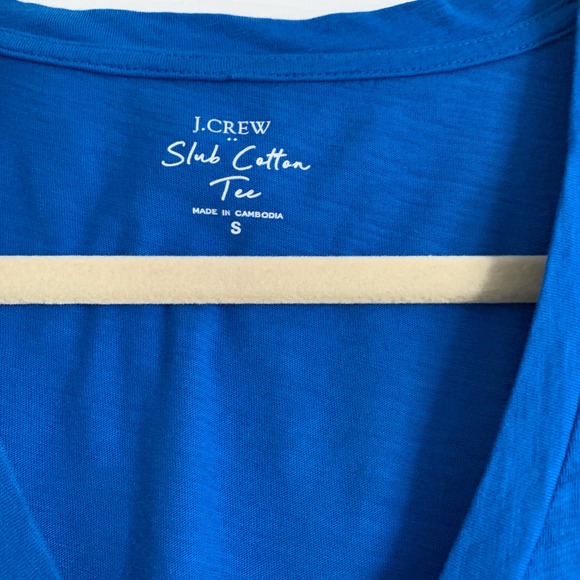 J.CREW
Slub Cotton
Tee
MADE IN CAMBODIA
S